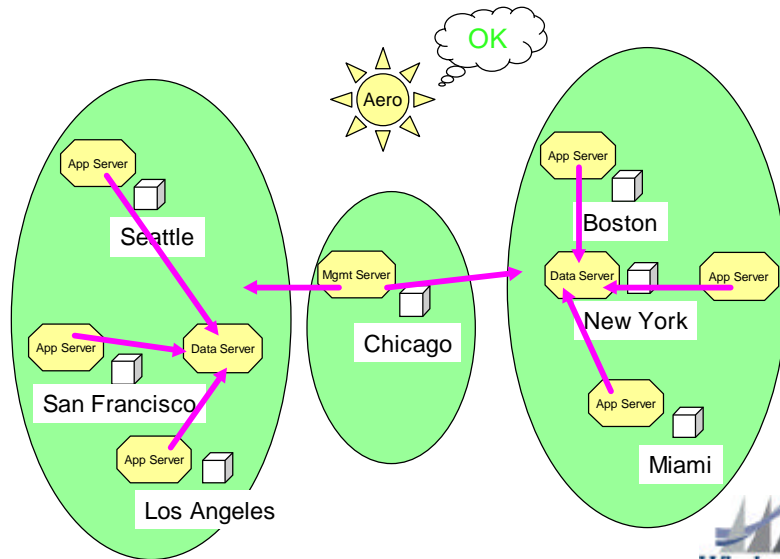 OK
Aero
App Server
Seattle
App Server
San Francisco
Data Server
App Server
Los Angeles
Mgmt Server
Chicago
App Server
Boston
Data Server
App Server
New York
App Server
Miami